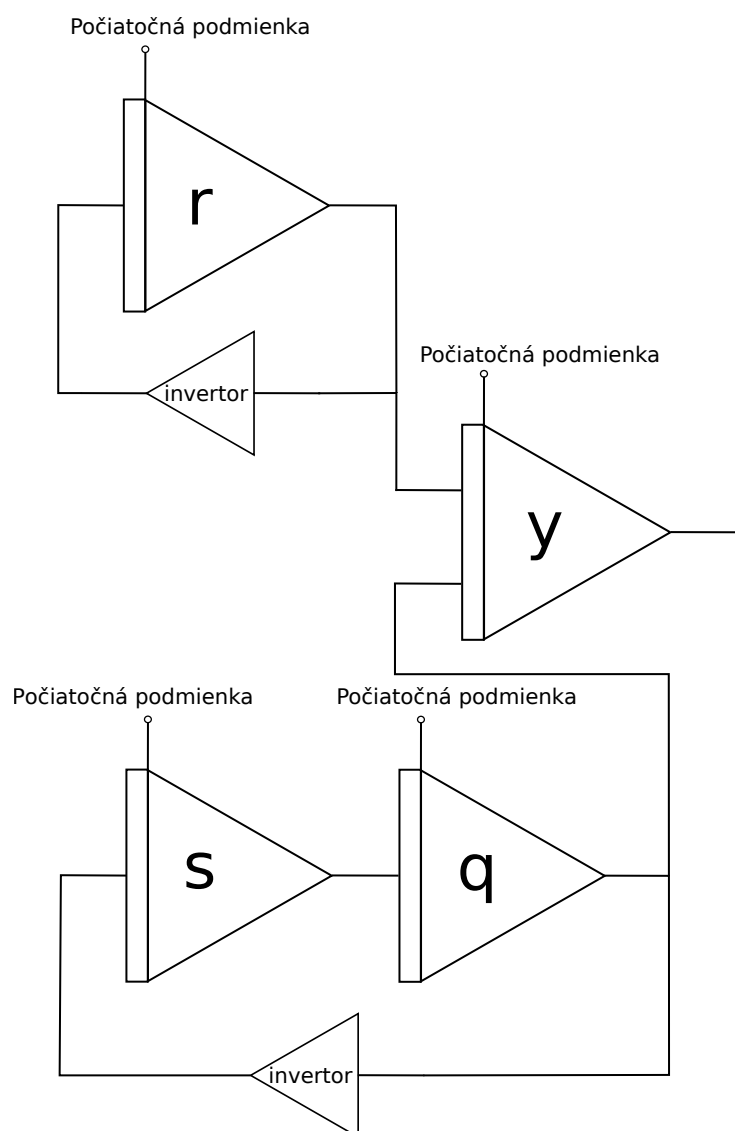 Počiatočná podmienka
r
invertor
Počiatočná podmienka
y
Počiatočná podmienka
Počiatočná podmienka
s
q
invertor